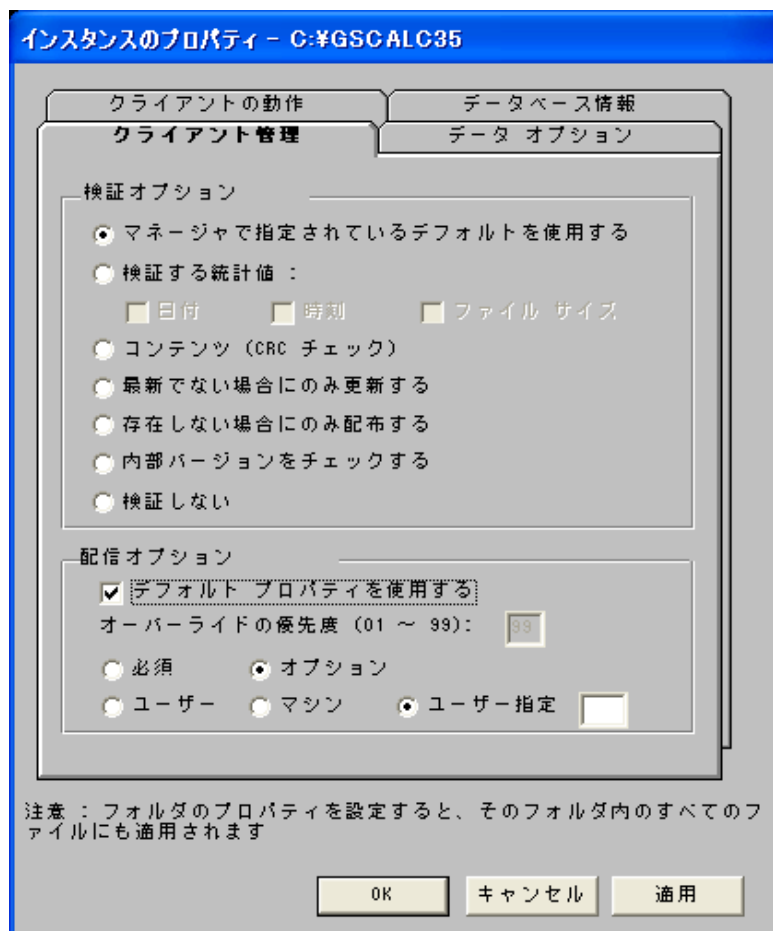 インスタンスのプロパティ - C:¥GSCALC35
クライアントの動作
データベース情報
クライアント管理
データ オプション
検証オプション
マネージャで指定されているデフォルトを使用する
検証する統計値 :
日付 時刻 ファイル サイズ
コンテンツ (CRC チェック)
最新でない場合にのみ更新する
存在しない場合にのみ配布する
内部バージョンをチェックする
検証しない
配信オプション
デフォルト プロパティを使用する
オーバーライドの優先度 (01 ~ 99): 99
必須 オプション
ユーザー マシン ユーザー指定
注意 : フォルダのプロパティを設定すると、そのフォルダ内のすべてのフ
ァイルにも適用されます
OK キャンセル 適用